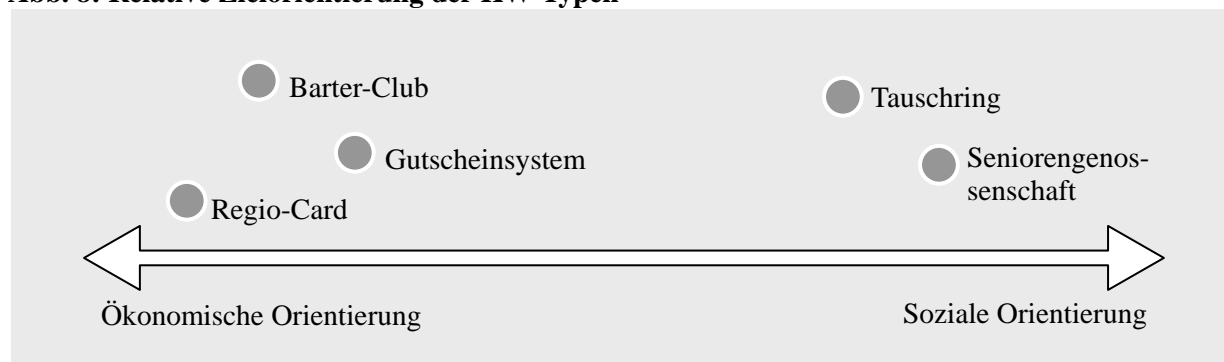 Barter-Club
Tauschring
Gutscheinsystem
Seniorengenos-
senschaft
Regio-Card
Ökonomische Orientierung
Soziale Orientierung